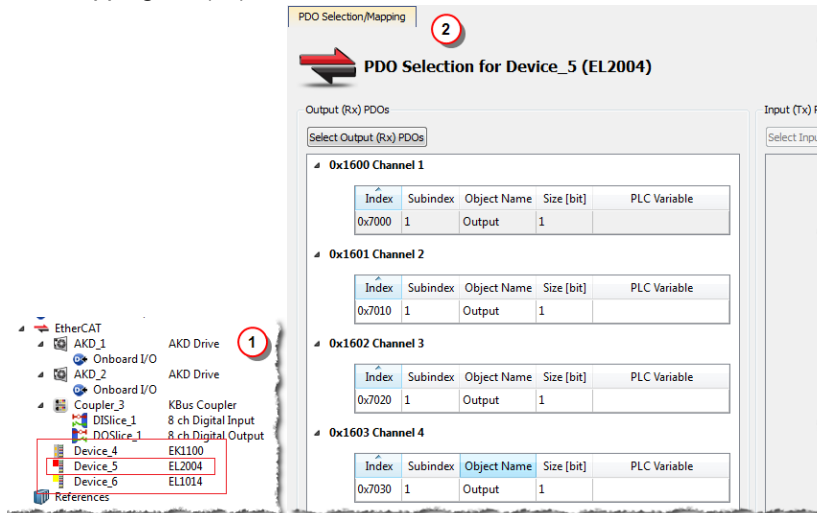 PDO Selection/Mapping
2
PDO Selection for Device_5 (EL2004)
Output (Rx) PDOs
Input (Tx)
Select Output (Rx) PDOs
Select Inpu
0x1600 Channel 1
Index Subindex Object Name Size [bit] PLC Variable
0x7000 1 Output 1
0x1601 Channel 2
Index Subindex Object Name Size [bit] PLC Variable
0x7010 1 Output 1
0x1602 Channel 3
Index Subindex Object Name Size [bit] PLC Variable
0x7020 1 Output 1
0x1603 Channel 4
Index Subindex Object Name Size [bit] PLC Variable
0x7030 1 Output 1
EtherCAT
1
AKD_1 AKD Drive
Onboard I/O
AKD_2 AKD Drive
Onboard I/O
Coupler_3 KBus Coupler
DISlice_1 8 ch Digital Input
DOSlice_1 8 ch Digital Output
Device_4 EK1100
Device_5 EL2004
Device_6 EL1014
References